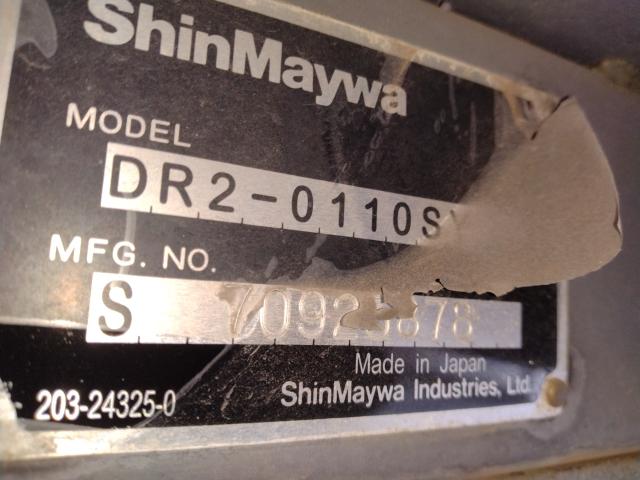 ShinMaywa
MODEL
DR2-0110S
MFG. NO.
S
Made in Japan
ShinMaywa Industries, Ltd.
203-24325-0